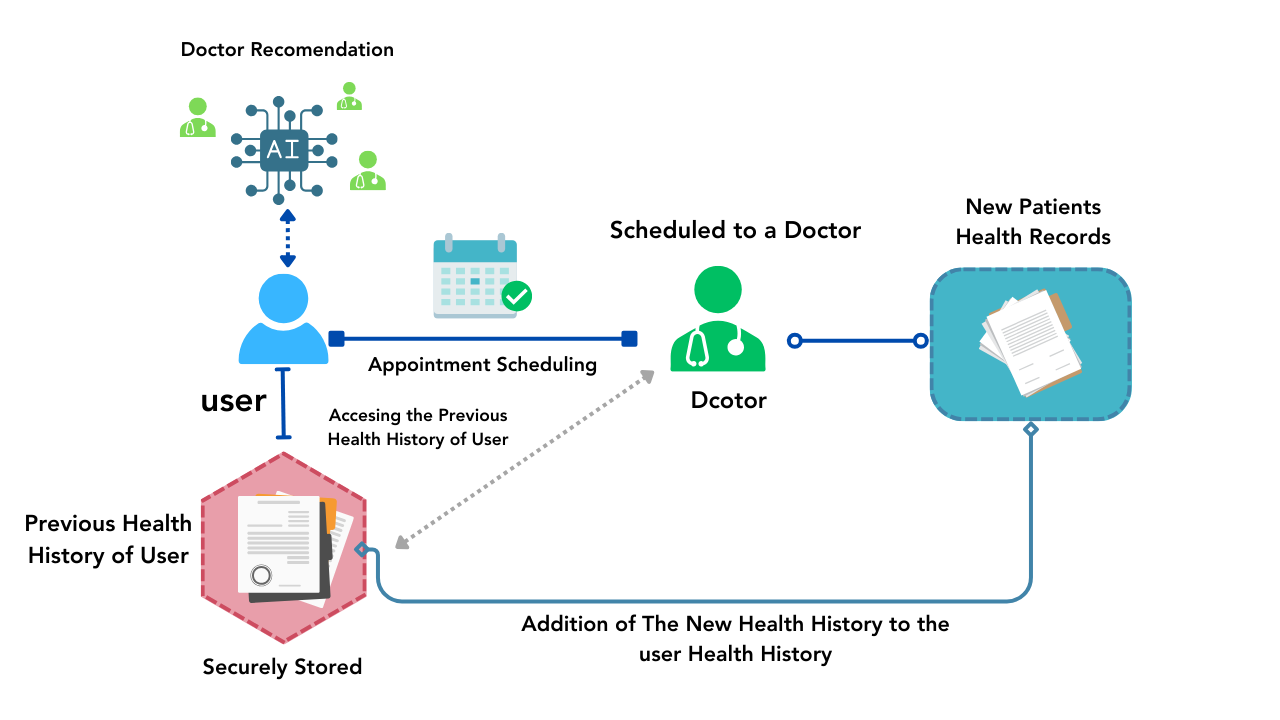 Doctor Recomendation
AI
New Patients
Health Records
Scheduled to a Doctor
Appointment Scheduling
user
Dcotor
Accesing the Previous
Health History of User
Previous Health
History of User
Addition of The New Health History to the
user Health History
Securely Stored